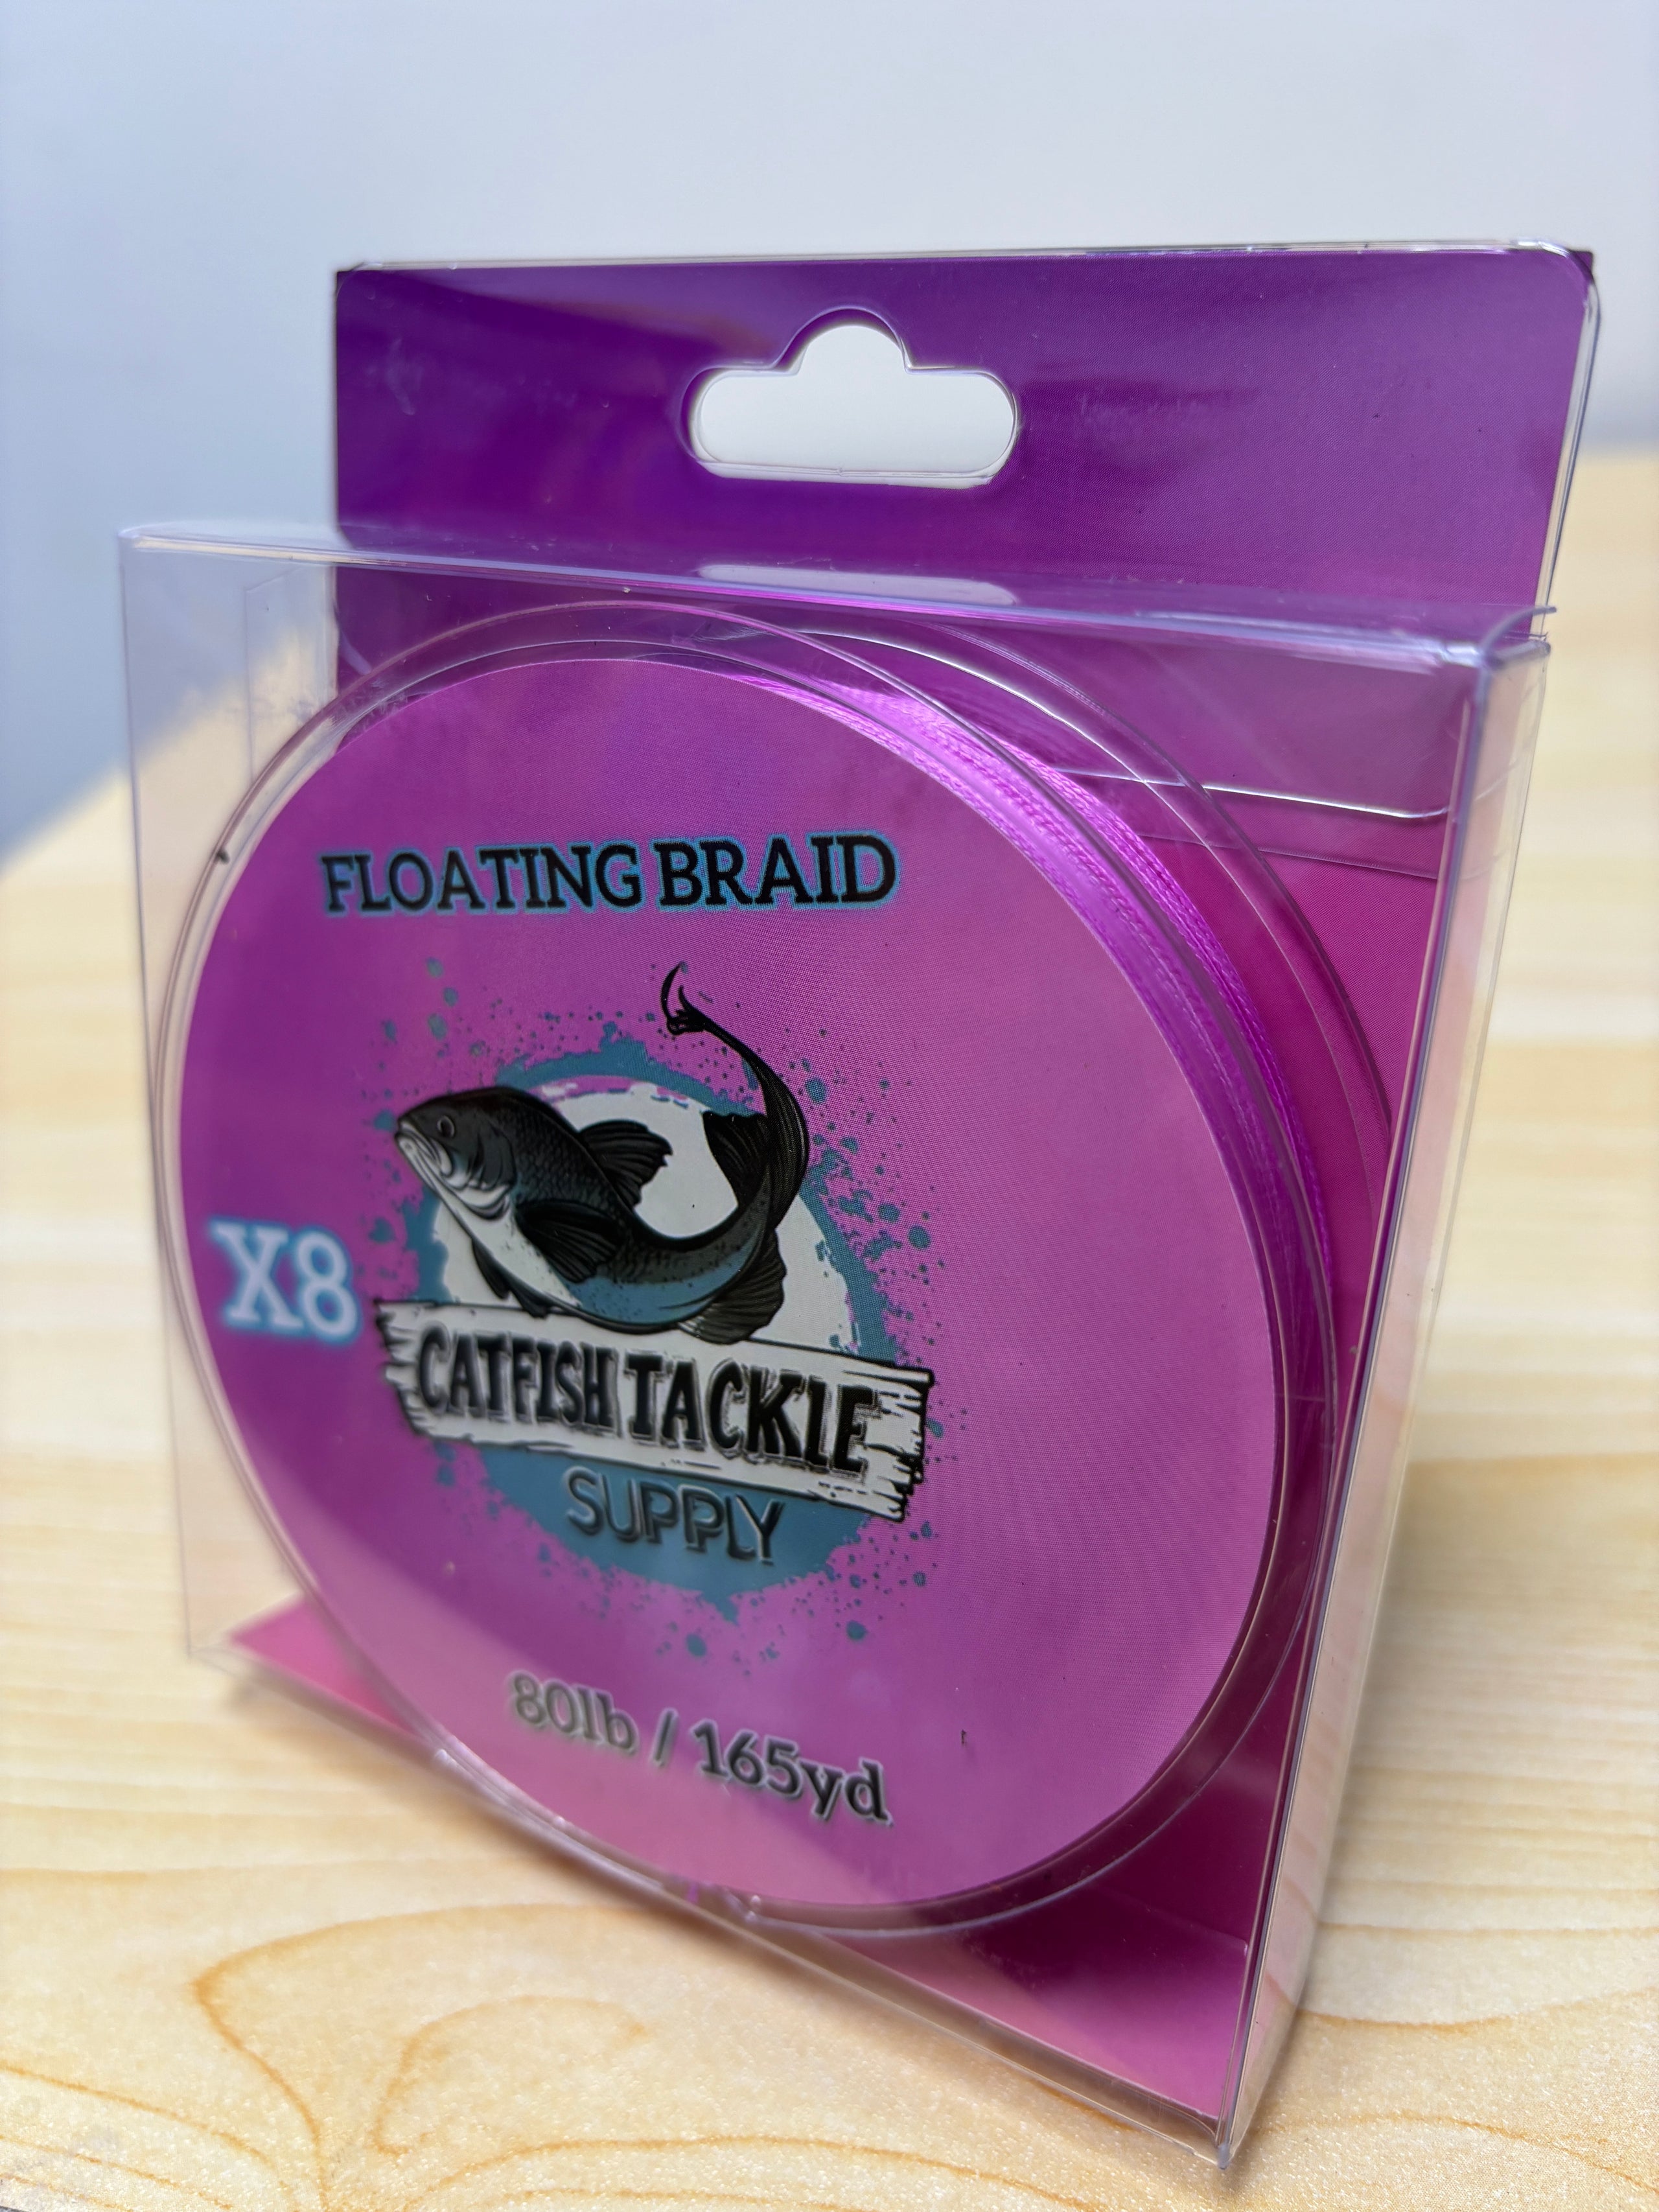 FLOATING BRAID
X8
CATFISH TACKLE
SUPPLY
80lb / 165yd